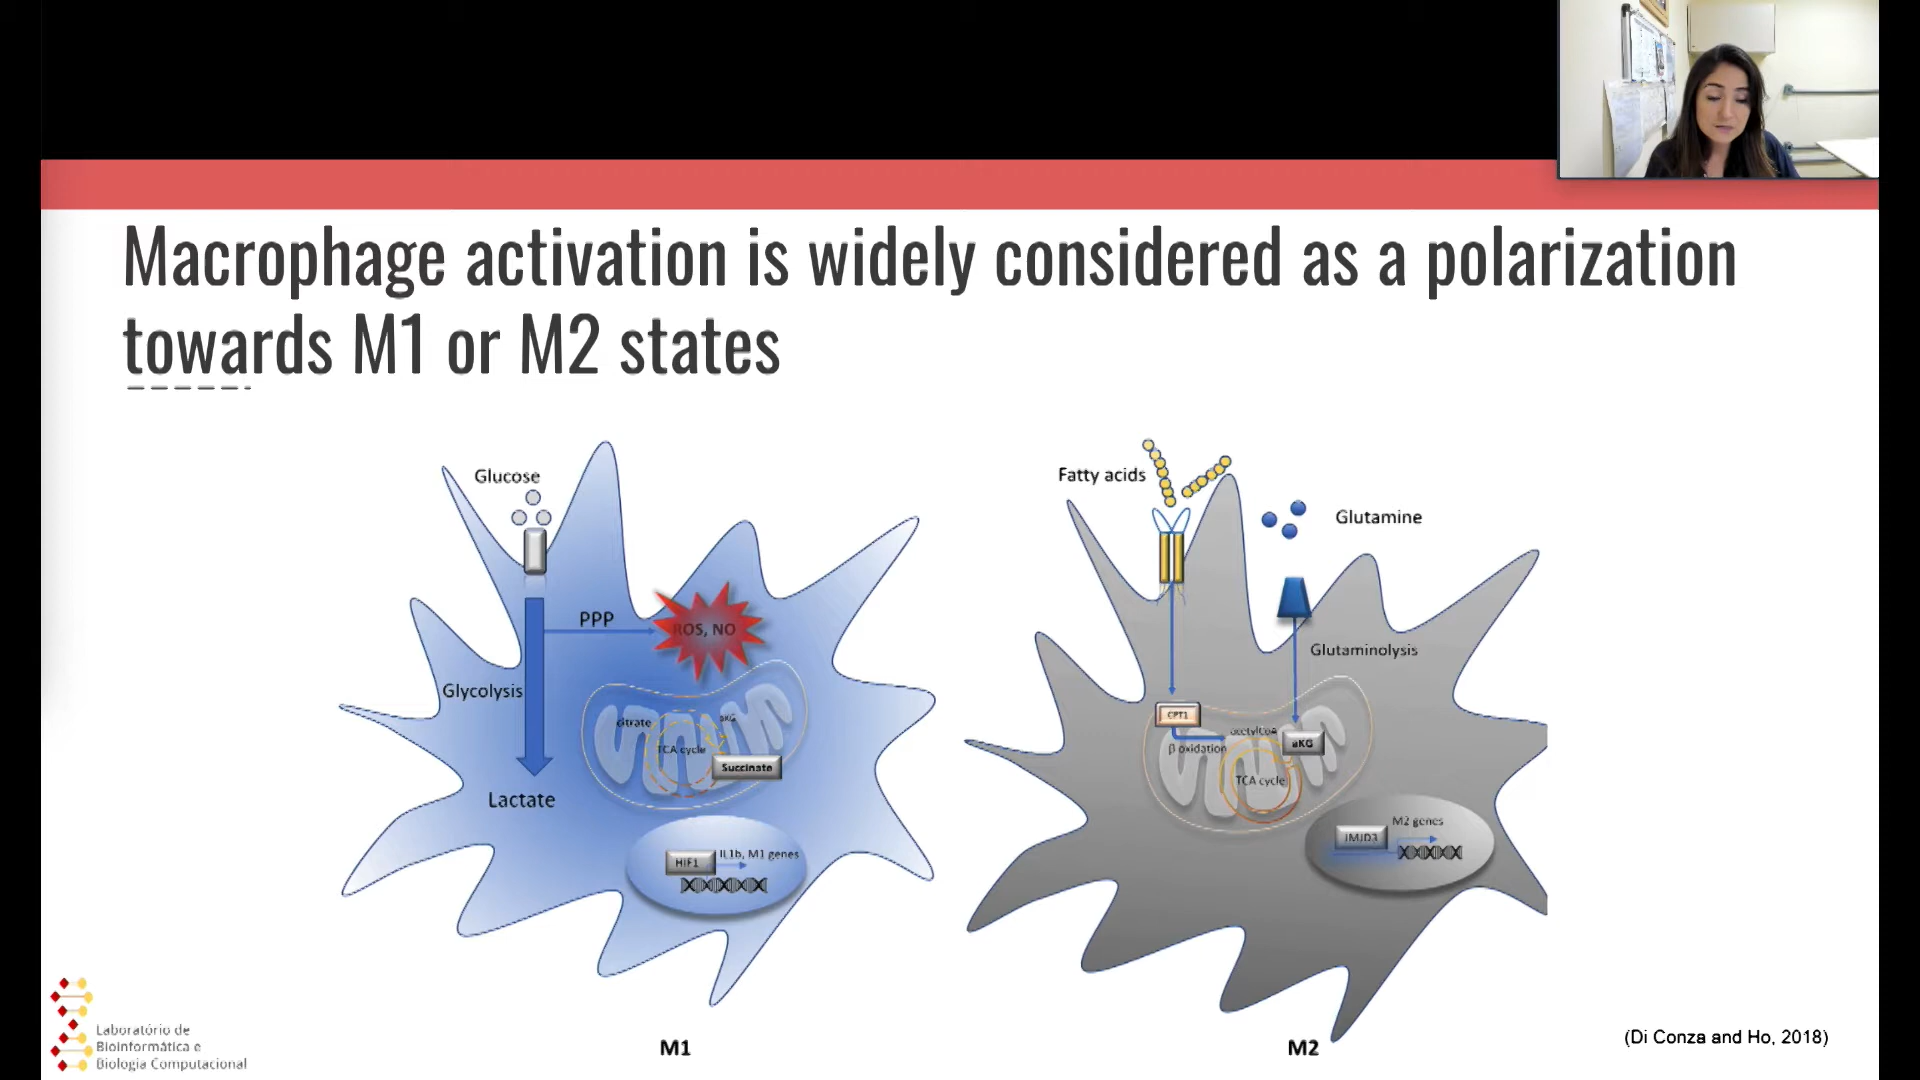 Macrophage activation is widely considered as a polarization
towards M1 or M2 states
Glucose
PPP
ROS, NO
Glycolysis
citrate
aKG
TCA cycle
Succinate
Lactate
HIF1
IL1b, M1 genes
M1
Fatty acids
Glutamine
Glutaminolysis
CPT1
acetylCoA
β oxidation
aKG
TCA cycle
M2 genes
JMJD3
M2
(Di Conza and Ho, 2018)
Laboratório de
Bioinformática e
Biologia Computacional